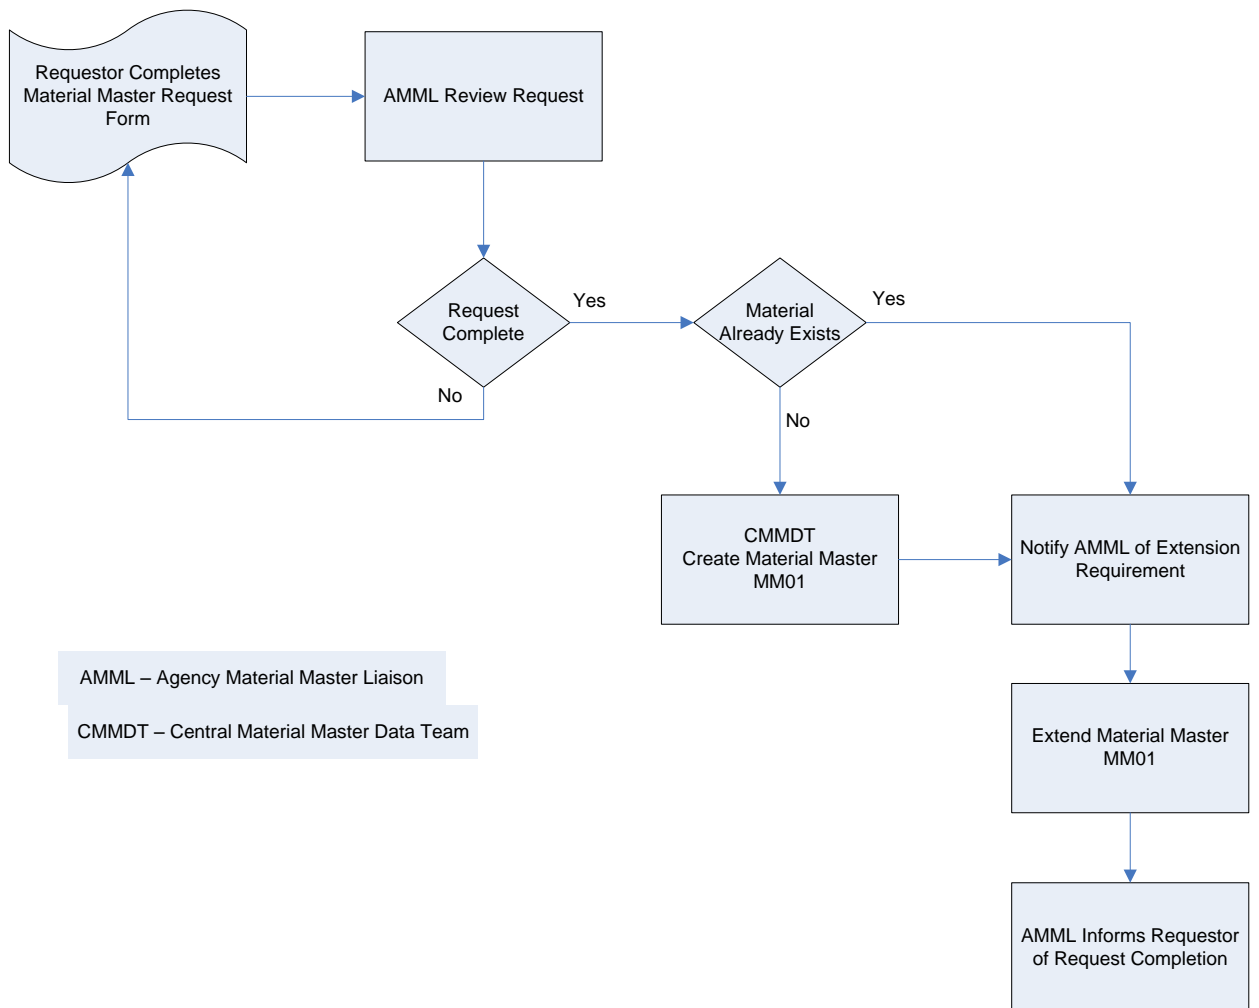 Requestor Completes
Material Master Request
Form
AMML Review Request
Request
Complete
Yes
No
Material
Already Exists
Yes
No
CMMDT
Create Material Master
MM01
Notify AMML of Extension
Requirement
Extend Material Master
MM01
AMML Informs Requestor
of Request Completion
AMML – Agency Material Master Liaison
CMMDT – Central Material Master Data Team